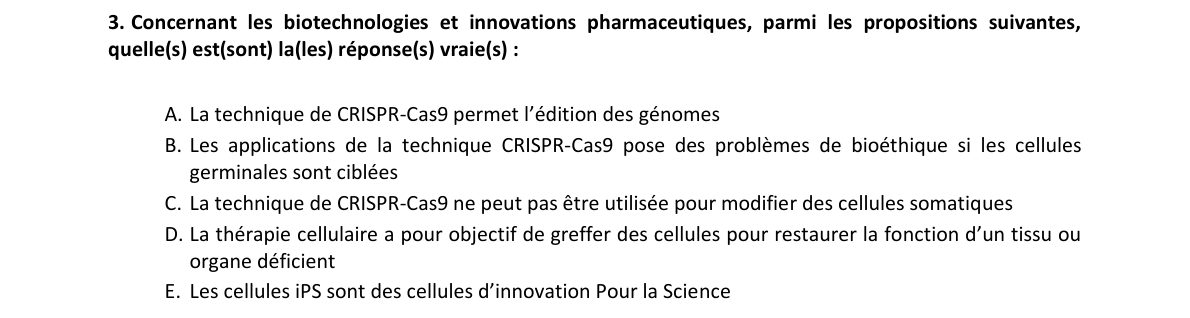 3. Concernant les biotechnologies et innovations pharmaceutiques, parmi les propositions suivantes,
quelle(s) est(sont) la(les) réponse(s) vraie(s) :
A. La technique de CRISPR-Cas9 permet l’édition des génomes
B. Les applications de la technique CRISPR-Cas9 pose des problèmes de bioéthique si les cellules
germinales sont ciblées
C. La technique de CRISPR-Cas9 ne peut pas être utilisée pour modifier des cellules somatiques
D. La thérapie cellulaire a pour objectif de greffer des cellules pour restaurer la fonction d’un tissu ou
organe déficient
E. Les cellules iPS sont des cellules d’innovation Pour la Science